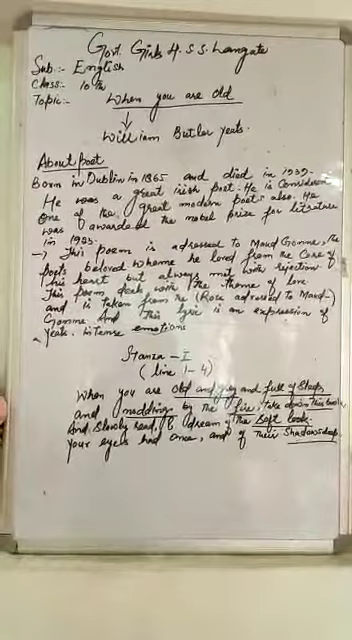 Govt. Girls H.S.S. Langate
Sub:- English
Class:- 10th
Topic:- When you are old
↓
William Butler Yeats.
About poet
Born in Dublin in 1865 and died in 1939.
He was a great irish poet. He is Considered
One of the great modern poets also. He
was awarded the nobel prize for literature
in 1923.
→ This poem is adressed to Maud Gonne, the
poet's beloved whome he loved from the Core of
his heart but always met with rejection
This poem deals with the theme of love
and is taken from the (Rose adressed to Maud-)
Gonne. And this lyric is an expression of
Yeats. intense emotions
Stanza - I
(line 1-4)
When you are old and grey and full of Sleep
and nodding by the fire, take down this book,
And Slowly read, & dream of the Soft look
Your eyes had once, and of their Shadows deep